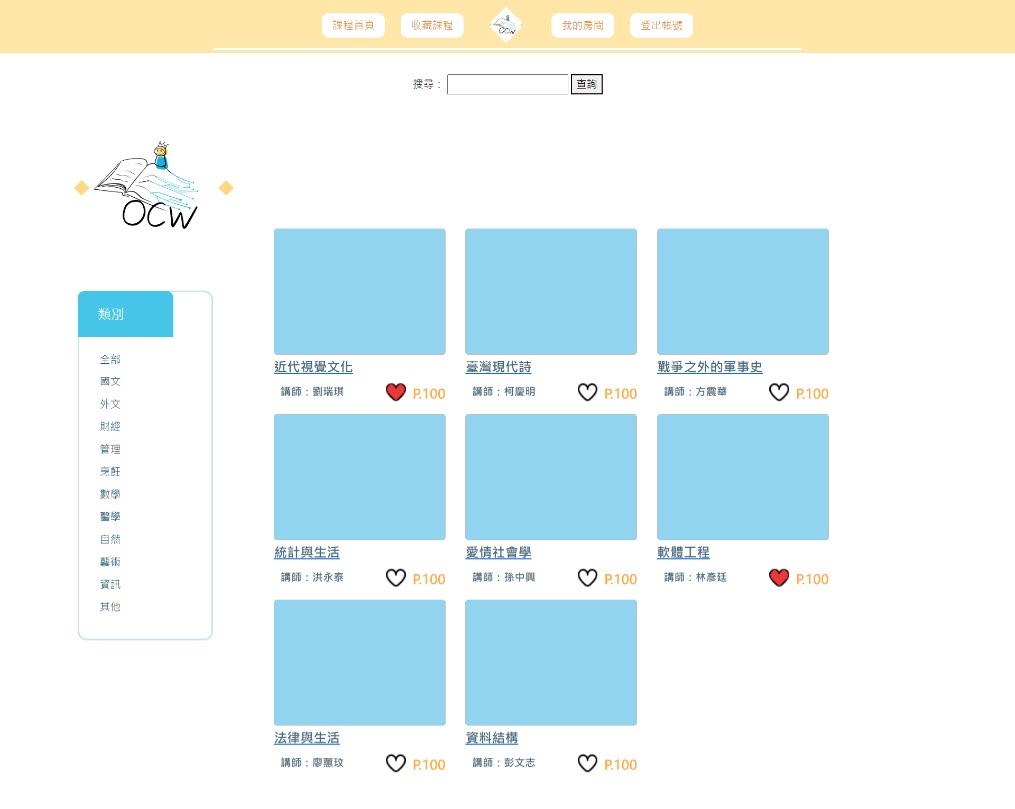 課程首頁 收藏課程 OCW 我的房間 登出帳號
搜尋： 查詢
OCW
類別
全部
國文
外文
財經
管理
烹飪
數學
醫學
自然
藝術
資訊
其他
近代視覺文化
講師：劉瑞琪 P.100
臺灣現代詩
講師：柯慶明 P.100
戰爭之外的軍事史
講師：方震華 P.100
統計與生活
講師：洪永泰 P.100
愛情社會學
講師：孫中興 P.100
軟體工程
講師：林彥廷 P.100
法律與生活
講師：廖蕙玟 P.100
資料結構
講師：彭文志 P.100